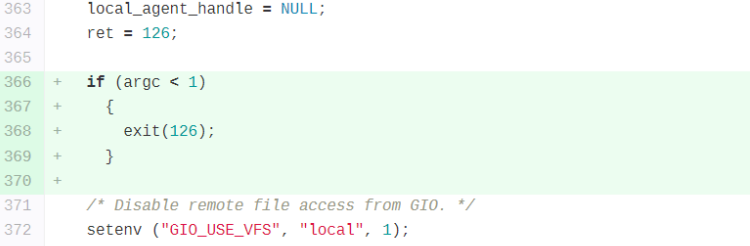 363 local_agent_handle = NULL;
364 ret = 126;
365
366 + if (argc < 1)
367 + {
368 + exit(126);
369 + }
370 +
371 /* Disable remote file access from GIO. */
372 setenv ("GIO_USE_VFS", "local", 1);